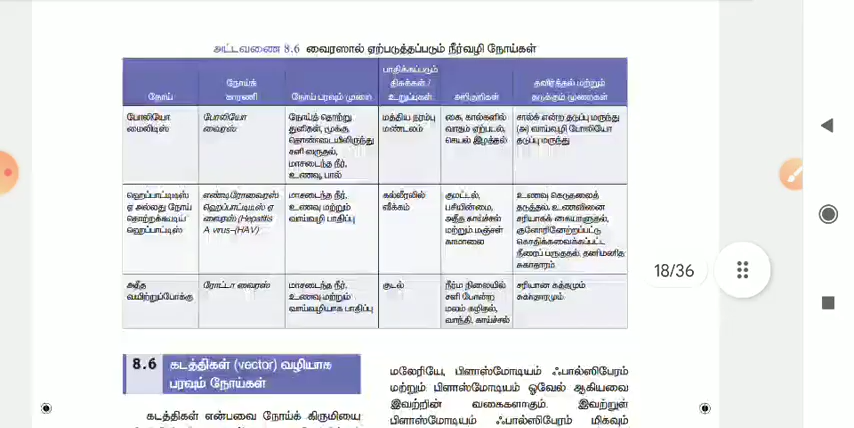 அட்டவணை 8.6 வைரஸால் ஏற்படுத்தப்படும் நீர்வழி நோய்கள்
நோய்
நோய்க்
காரணி
நோய் பரவும் முறை
பாதிக்கப்படும்
திசுக்கள் /
உறுப்புகள்
அறிகுறிகள்
தவிர்த்தல் மற்றும்
தடுக்கும் முறைகள்
போலியோ
மைலிடிஸ்
போலியோ
வைரஸ்
நோய்த் தொற்று
துளிகள், மூக்கு
தொண்டையிலிருந்து
சளி வருதல்,
மாசடைந்த நீர்,
உணவு, பால்
மத்திய நரம்பு
மண்டலம்
கை, கால்களில்
வாதம் ஏற்படல்,
செயல் இழத்தல்
சால்க் என்ற தடுப்பு மருந்து
(அ) வாய்வழி போலியோ
தடுப்பு மருந்து
ஹெப்பாட்டிடிஸ்
ஏ அல்லது நோய்
தொற்றக்கூடிய
ஹெப்பாட்டிடிஸ்
எண்டிரோவைரஸ்
ஹெப்பாட்டிடிஸ் ஏ
வைரஸ் (Hepatitis
A virus–(HAV)
மாசடைந்த நீர்,
உணவு மற்றும்
வாய்வழி பாதிப்பு
கல்லீரலில்
வீக்கம்
குமட்டல்,
பசியின்மை,
அதீத காய்ச்சல்
மற்றும் மஞ்சள்
காமாலை
உணவு கெடுதலைத்
தடுத்தல், உணவினை
சரியாகக் கையாளுதல்,
குளோரினேற்றப்பட்டு
கொதிக்கவைக்கப்பட்ட
நீரைப் பருகுதல், தனிமனித
சுகாதாரம்.
அதீத
வயிற்றுப்போக்கு
ரோட்டா வைரஸ்
மாசடைந்த நீர்,
உணவு மற்றும்
வாய்வழியாக பாதிப்பு
குடல்
நீர்ம நிலையில்
சளி போன்ற
மலம் கழிதல்,
வாந்தி, காய்ச்சல்
சரியான சுத்தமும்
சுகாதாரமும்
18/36
8.6 கடத்திகள் (vector) வழியாக
பரவும் நோய்கள்
கடத்திகள் என்பவை நோய்க் கிருமியை
மலேரியே, பிளாஸ்மோடியம் ஃபால்ஸிபேரம்
மற்றும் பிளாஸ்மோடியம் ஓவேல் ஆகியவை
இவற்றின் வகைகளாகும். இவற்றுள்
பிளாஸ்மோடியம் ஃபால்ஸிபேரம் மிகவும்